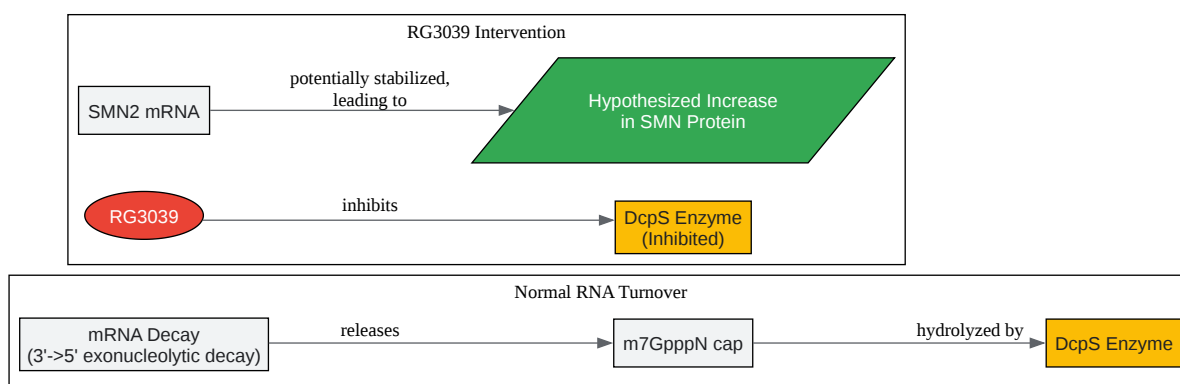 RG3039 Intervention
SMN2 mRNA
potentially stabilized,
leading to
Hypothesized Increase
in SMN Protein
RG3039
inhibits
DcpS Enzyme
(Inhibited)
Normal RNA Turnover
mRNA Decay
(3'->5' exonucleolytic decay)
releases
m7GpppN cap
hydrolyzed by
DcpS Enzyme